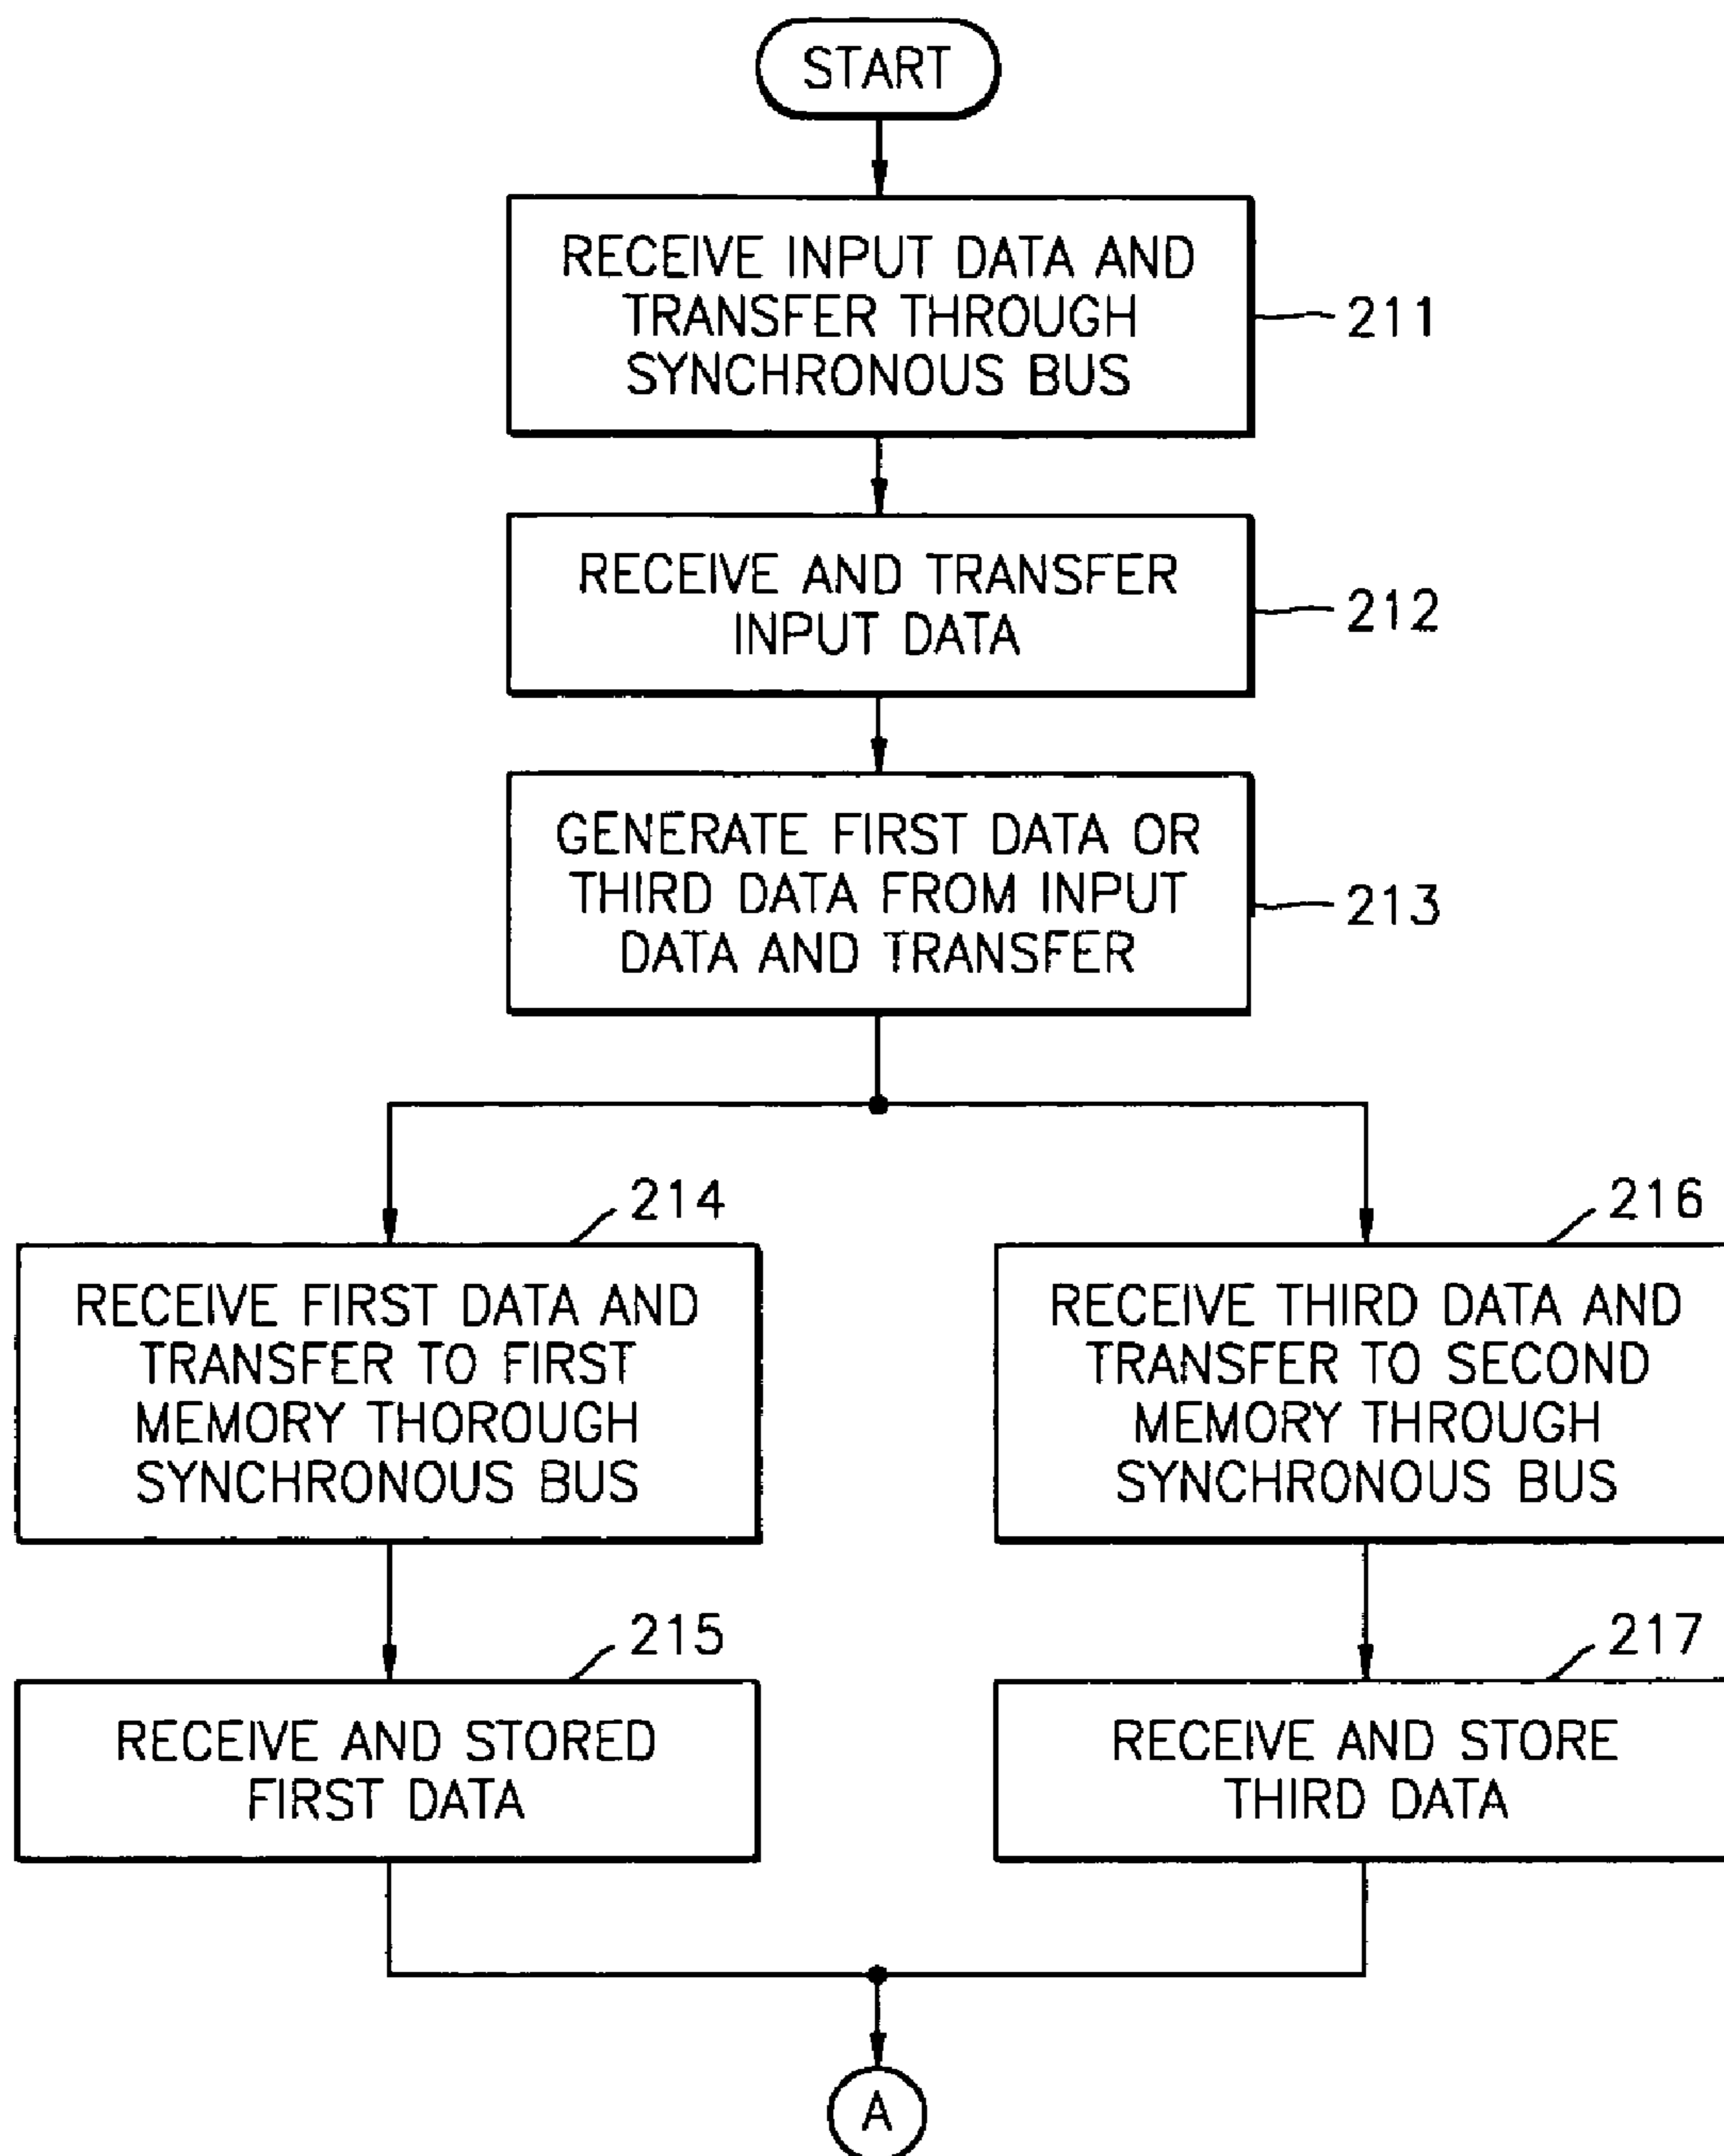 START
RECEIVE INPUT DATA AND
TRANSFER THROUGH
SYNCHRONOUS BUS
211
RECEIVE AND TRANSFER
INPUT DATA
212
GENERATE FIRST DATA OR
THIRD DATA FROM INPUT
DATA AND TRANSFER
213
214
RECEIVE FIRST DATA AND
TRANSFER TO FIRST
MEMORY THOROUGH
SYNCHRONOUS BUS
216
RECEIVE THIRD DATA AND
TRANSFER TO SECOND
MEMORY THROUGH
SYNCHRONOUS BUS
215
RECEIVE AND STORED
FIRST DATA
217
RECEIVE AND STORE
THIRD DATA
A